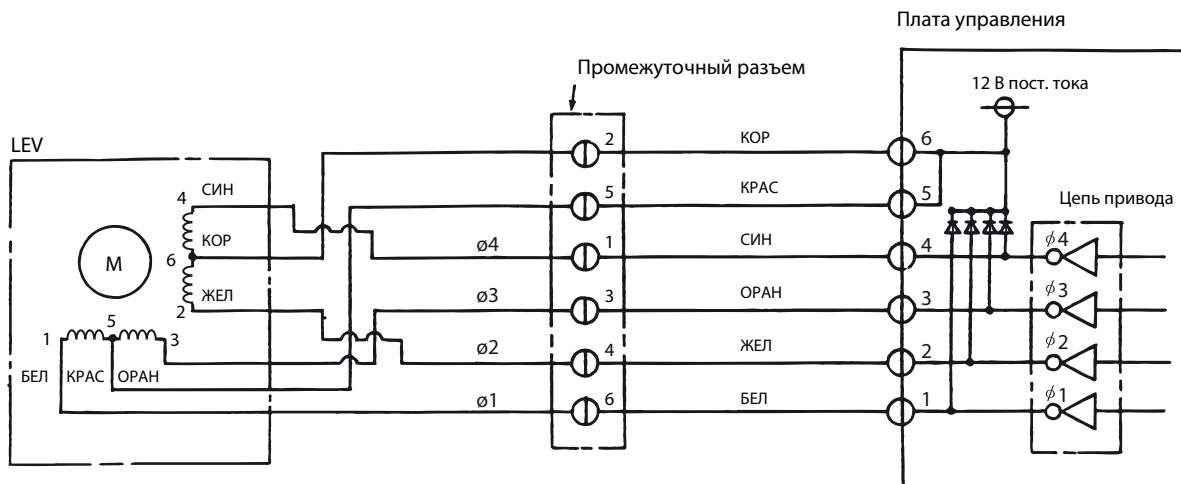 Плата управления
Промежуточный разъем
12 В пост. тока
LEV
2 КОР 6
4 СИН
5 КРАС 5
Цепь привода
КОР
ø4 1 СИН 4 ϕ4
6
M
ЖЕЛ
2
ø3 3 ОРАН 3 ϕ3
1 5 3
ø2 4 ЖЕЛ 2 ϕ2
БЕЛ КРАС ОРАН
ø1 6 БЕЛ 1 ϕ1